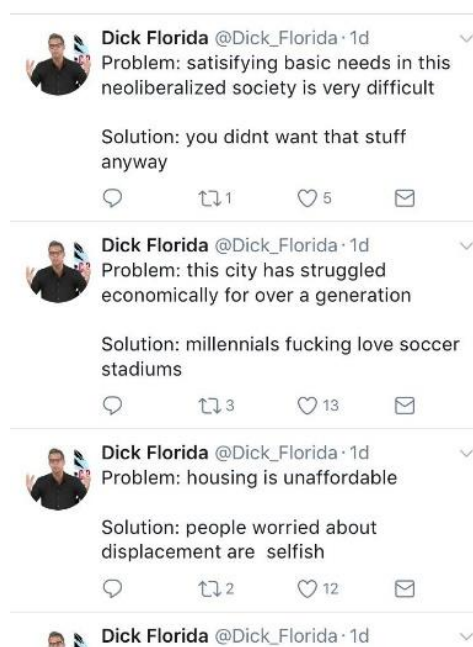 Dick Florida @Dick_Florida · 1d
Problem: satisifying basic needs in this
neoliberalized society is very difficult
Solution: you didnt want that stuff
anyway
1 5
Dick Florida @Dick_Florida · 1d
Problem: this city has struggled
economically for over a generation
Solution: millennials fucking love soccer
stadiums
3 13
Dick Florida @Dick_Florida · 1d
Problem: housing is unaffordable
Solution: people worried about
displacement are selfish
2 12
Dick Florida @Dick_Florida · 1d